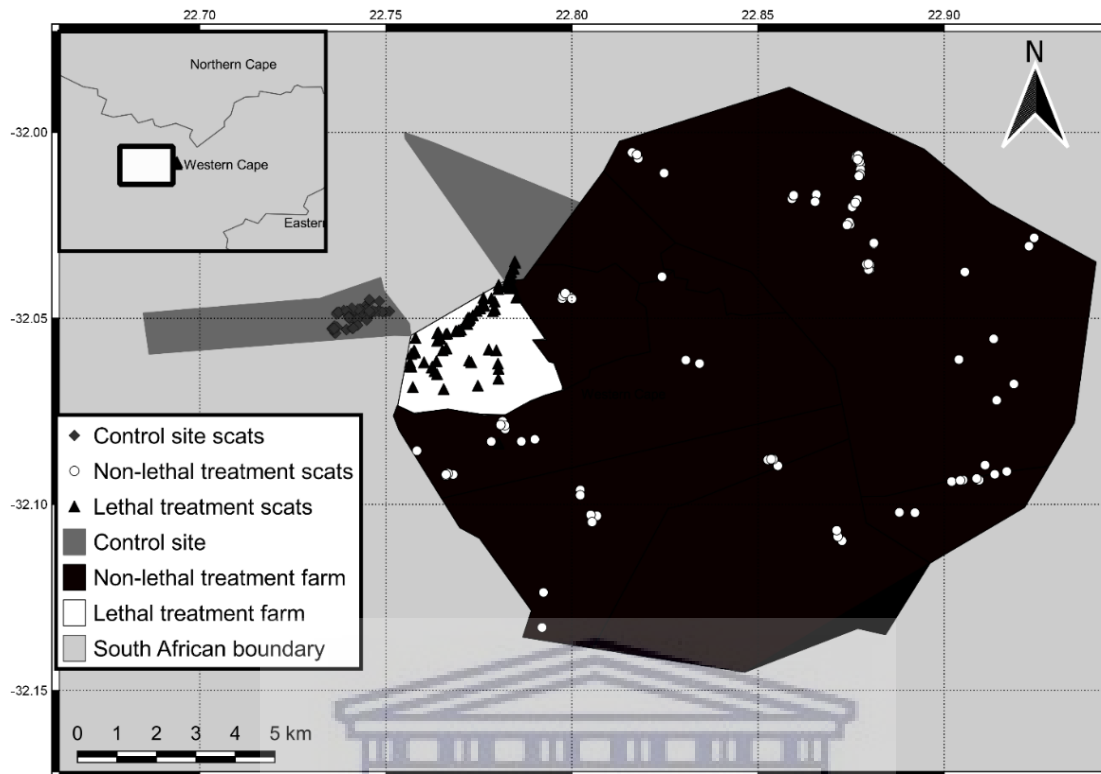 22.70 22.75 22.80 22.85 22.90
Northern Cape
Western Cape
Eastern
N
-32.00
-32.05
-32.10
-32.15
Control site scats
Non-lethal treatment scats
Lethal treatment scats
Control site
Non-lethal treatment farm
Lethal treatment farm
South African boundary
0 1 2 3 4 5 km